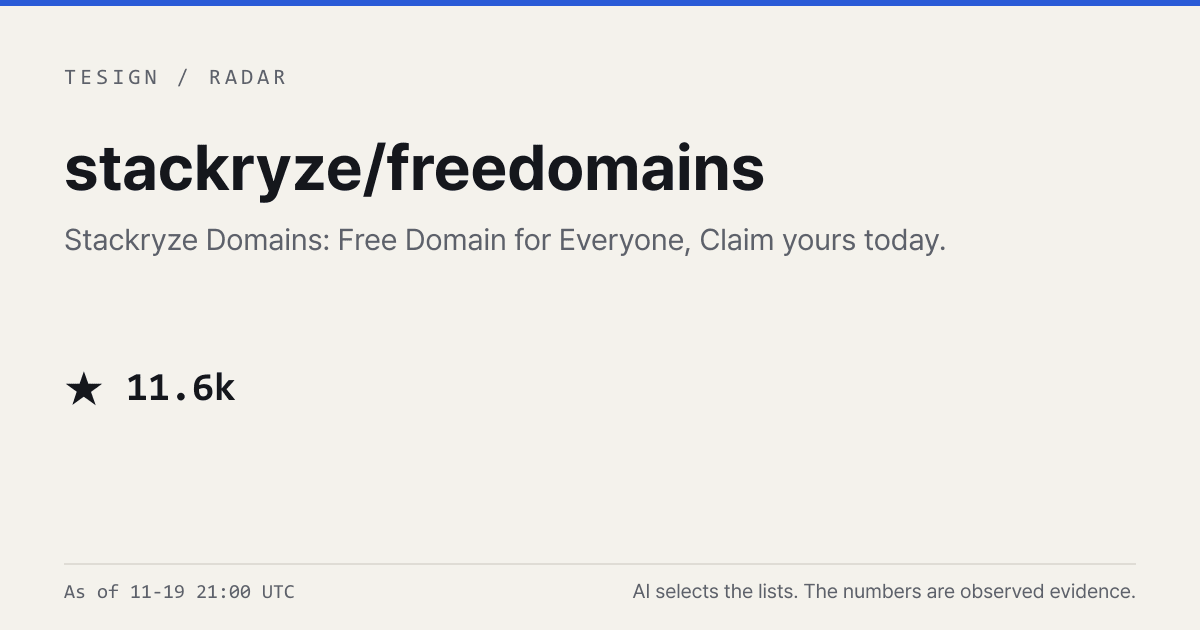 TESIGN / RADAR
stackryze/freedomains
Stackryze Domains: Free Domain for Everyone, Claim yours today.
★ 11.6k
As of 11-19 21:00 UTC
AI selects the lists. The numbers are observed evidence.